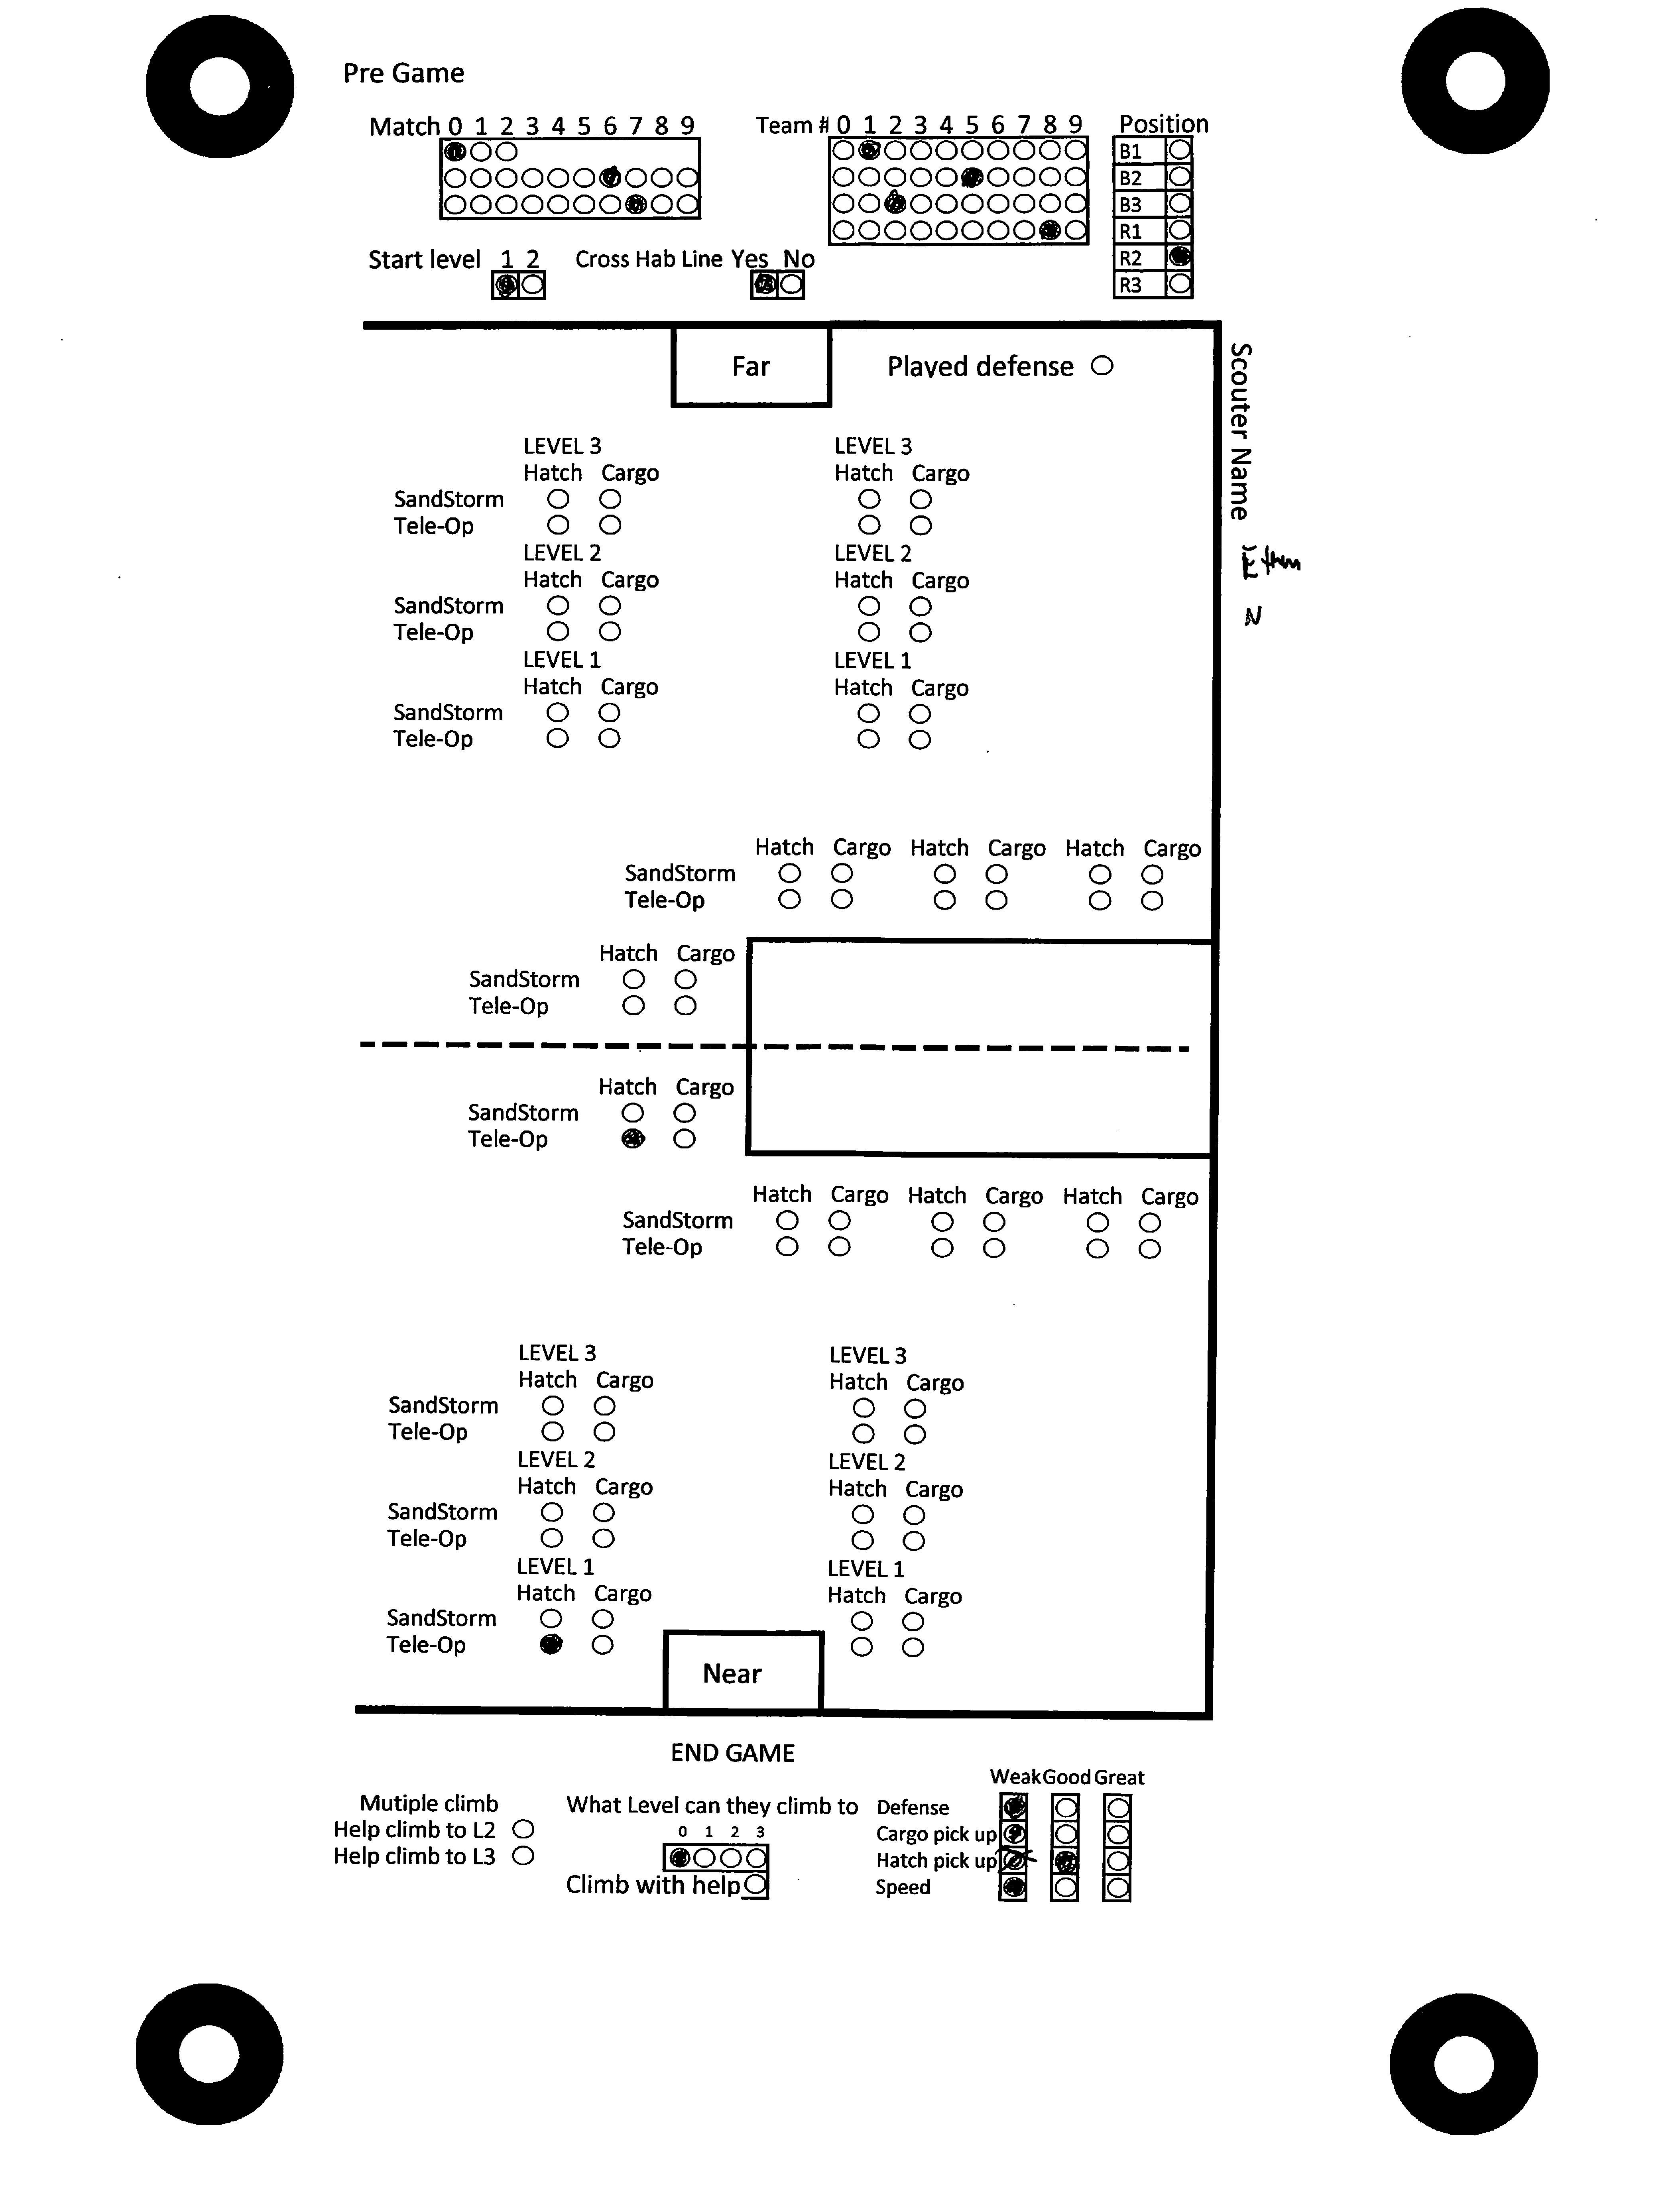 Pre Game
Match 0 1 2 3 4 5 6 7 8 9
Team # 0 1 2 3 4 5 6 7 8 9
Position
B1
B2
B3
R1
R2
R3
Start level 1 2
Cross Hab Line Yes No
Far
Played defense
Scouter Name
Ethan
N
LEVEL 3 LEVEL 3
Hatch Cargo Hatch Cargo
SandStorm
Tele-Op
LEVEL 2 LEVEL 2
Hatch Cargo Hatch Cargo
SandStorm
Tele-Op
LEVEL 1 LEVEL 1
Hatch Cargo Hatch Cargo
SandStorm
Tele-Op
Hatch Cargo Hatch Cargo Hatch Cargo
SandStorm
Tele-Op
Hatch Cargo
SandStorm
Tele-Op
Hatch Cargo
SandStorm
Tele-Op
Hatch Cargo Hatch Cargo Hatch Cargo
SandStorm
Tele-Op
LEVEL 3 LEVEL 3
Hatch Cargo Hatch Cargo
SandStorm
Tele-Op
LEVEL 2 LEVEL 2
Hatch Cargo Hatch Cargo
SandStorm
Tele-Op
LEVEL 1 LEVEL 1
Hatch Cargo Hatch Cargo
SandStorm
Tele-Op
Near
END GAME
Mutiple climb
Help climb to L2
Help climb to L3
What Level can they climb to
0 1 2 3
Climb with help
Weak Good Great
Defense
Cargo pick up
Hatch pick up
Speed